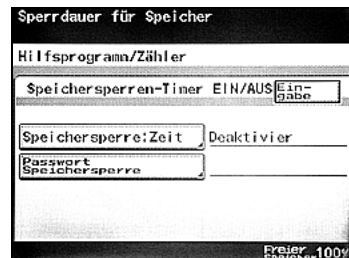 Sperrdauer für Speicher
Hilfsprogramm/Zähler
Speichersperren-Timer EIN/AUS
Ein-
gabe
Speichersperre:Zeit Deaktivier
Passwort
Speichersperre
Freier
Speicher 100%